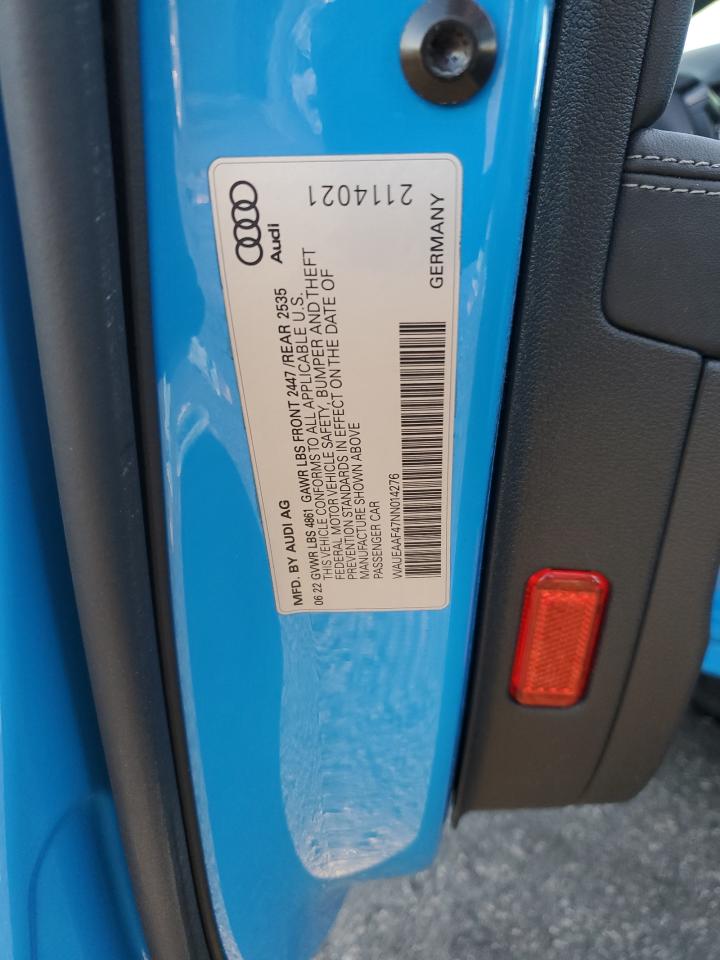 Audi
MFD. BY AUDI AG
06 22 GVWR LBS 4861 GAWR LBS FRONT 2447/REAR 2535
THIS VEHICLE CONFORMS TO ALL APPLICABLE U.S.
FEDERAL MOTOR VEHICLE SAFETY, BUMPER AND THEFT
PREVENTION STANDARDS IN EFFECT ON THE DATE OF
MANUFACTURE SHOWN ABOVE
PASSENGER CAR
WAUEAAF47NN014276
GERMANY
2114021